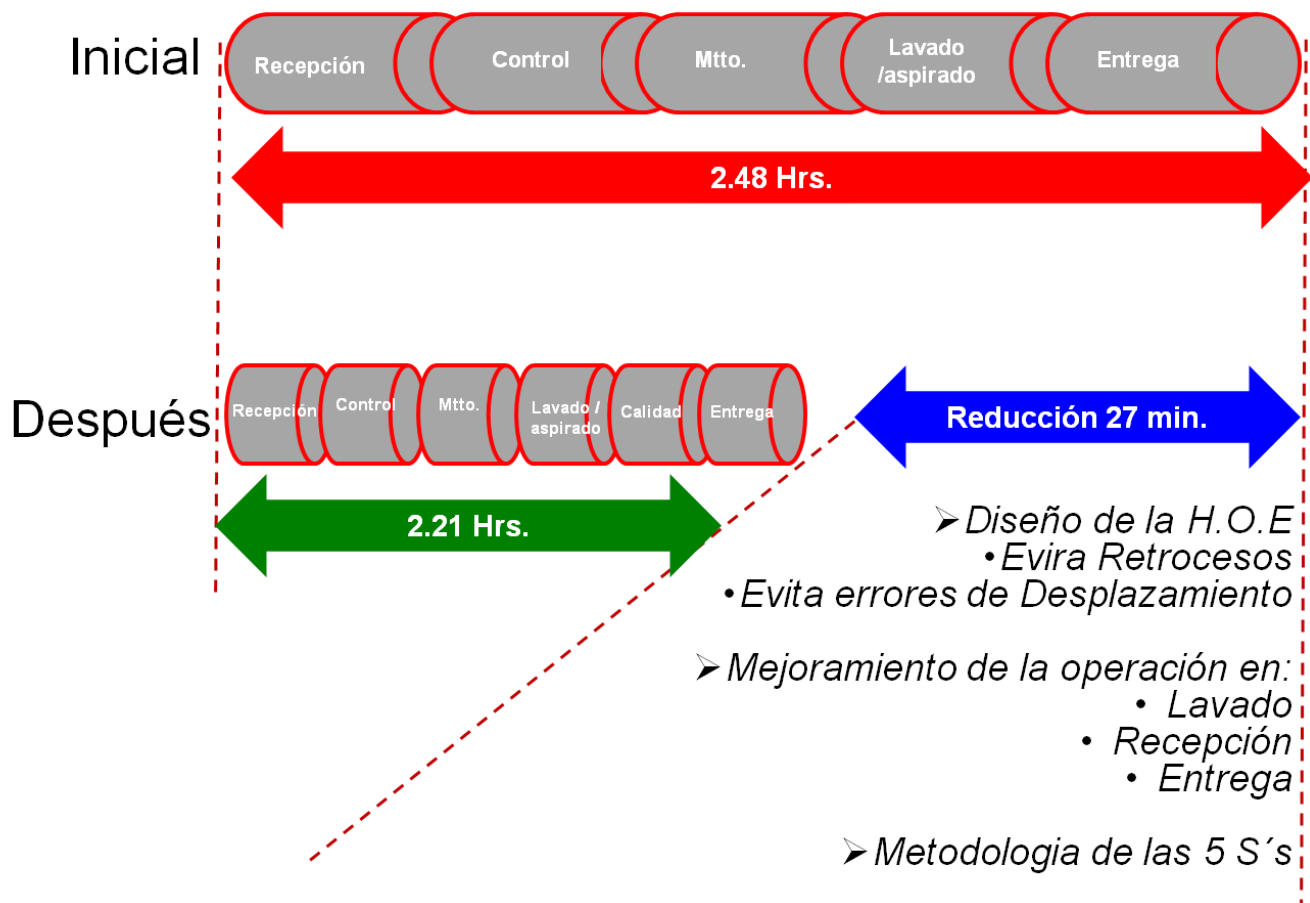 Inicial
Recepción
Control
Mtto.
Lavado
/aspirado
Entrega
2.48 Hrs.
Después
Recepción
Control
Mtto.
Lavado /
aspirado
Calidad
Entrega
Reducción 27 min.
2.21 Hrs.
➢Diseño de la H.O.E
•Evira Retrocesos
•Evita errores de Desplazamiento
➢Mejoramiento de la operación en:
• Lavado
• Recepción
• Entrega
➢Metodologia de las 5 S´s